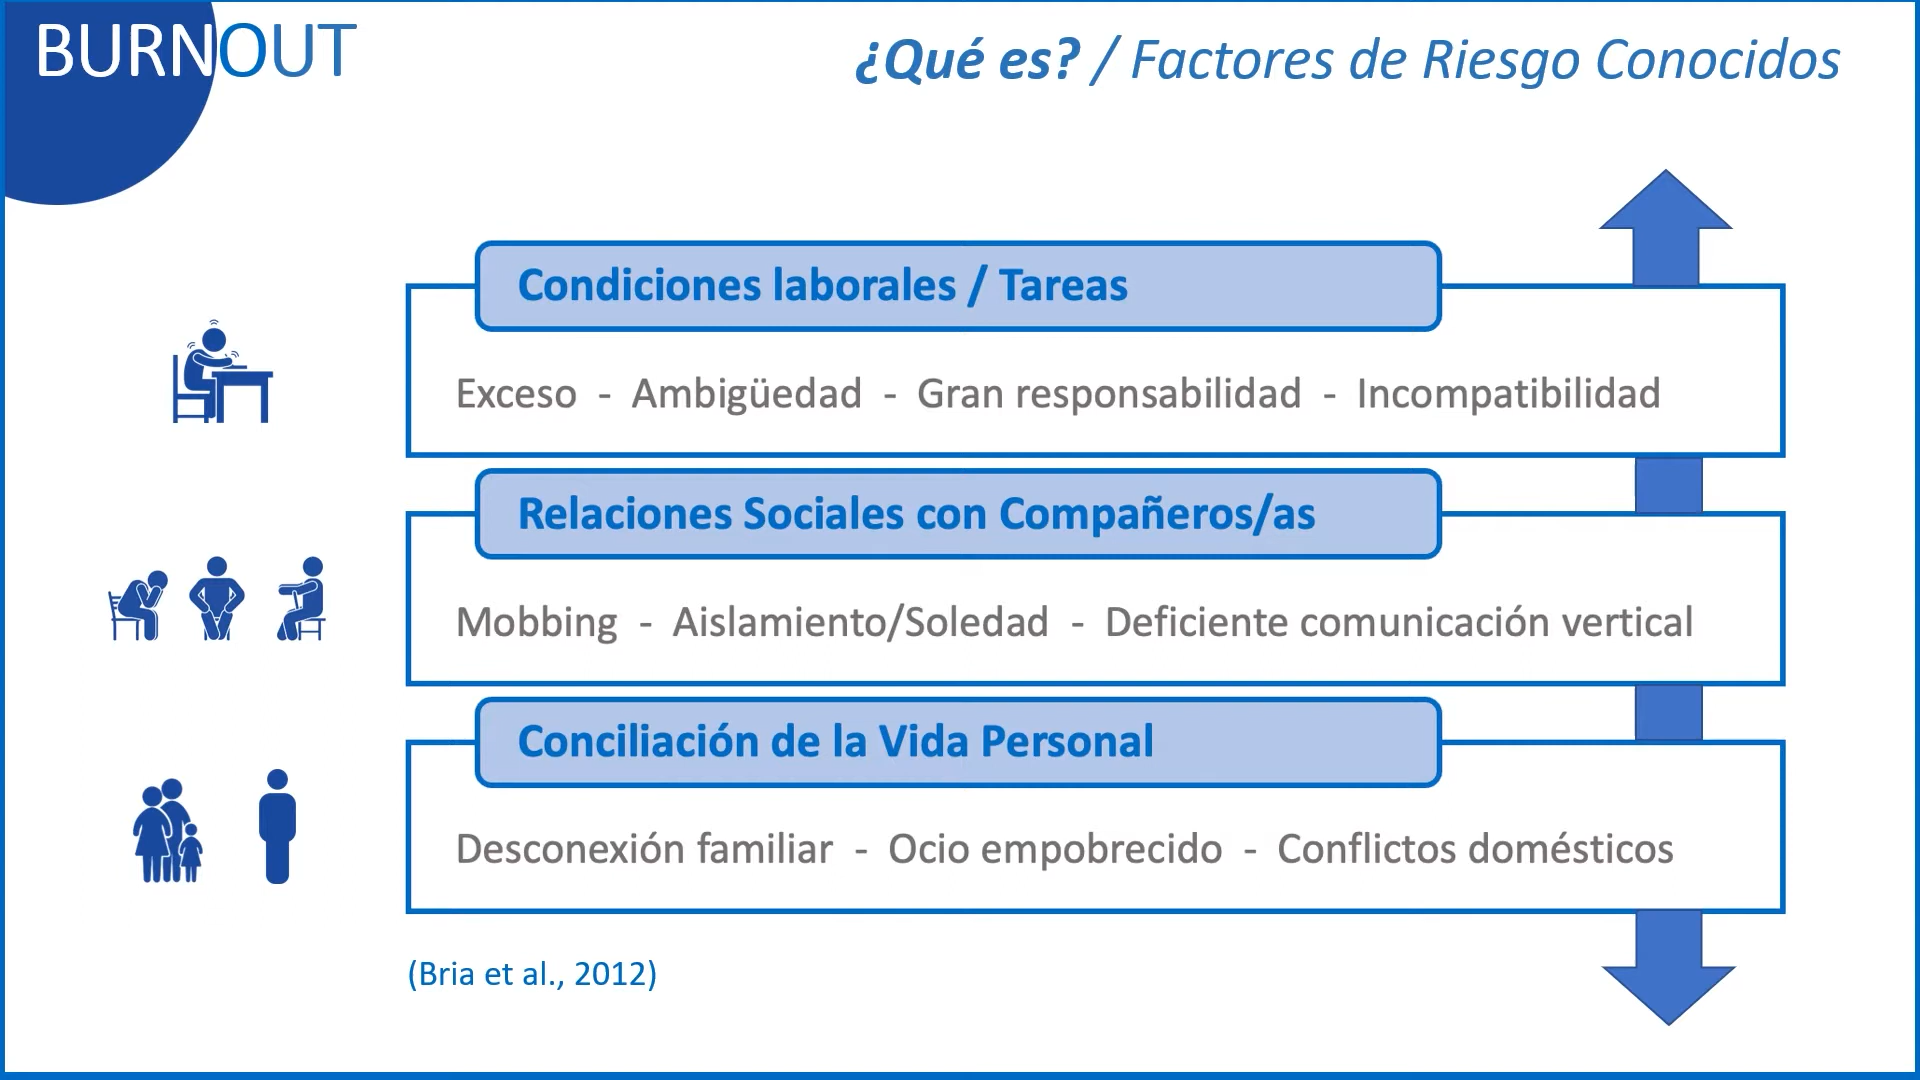 BURNOUT
¿Qué es? / Factores de Riesgo Conocidos
Condiciones laborales / Tareas
Exceso - Ambigüedad - Gran responsabilidad - Incompatibilidad
Relaciones Sociales con Compañeros/as
Mobbing - Aislamiento/Soledad - Deficiente comunicación vertical
Conciliación de la Vida Personal
Desconexión familiar - Ocio empobrecido - Conflictos domésticos
(Bria et al., 2012)